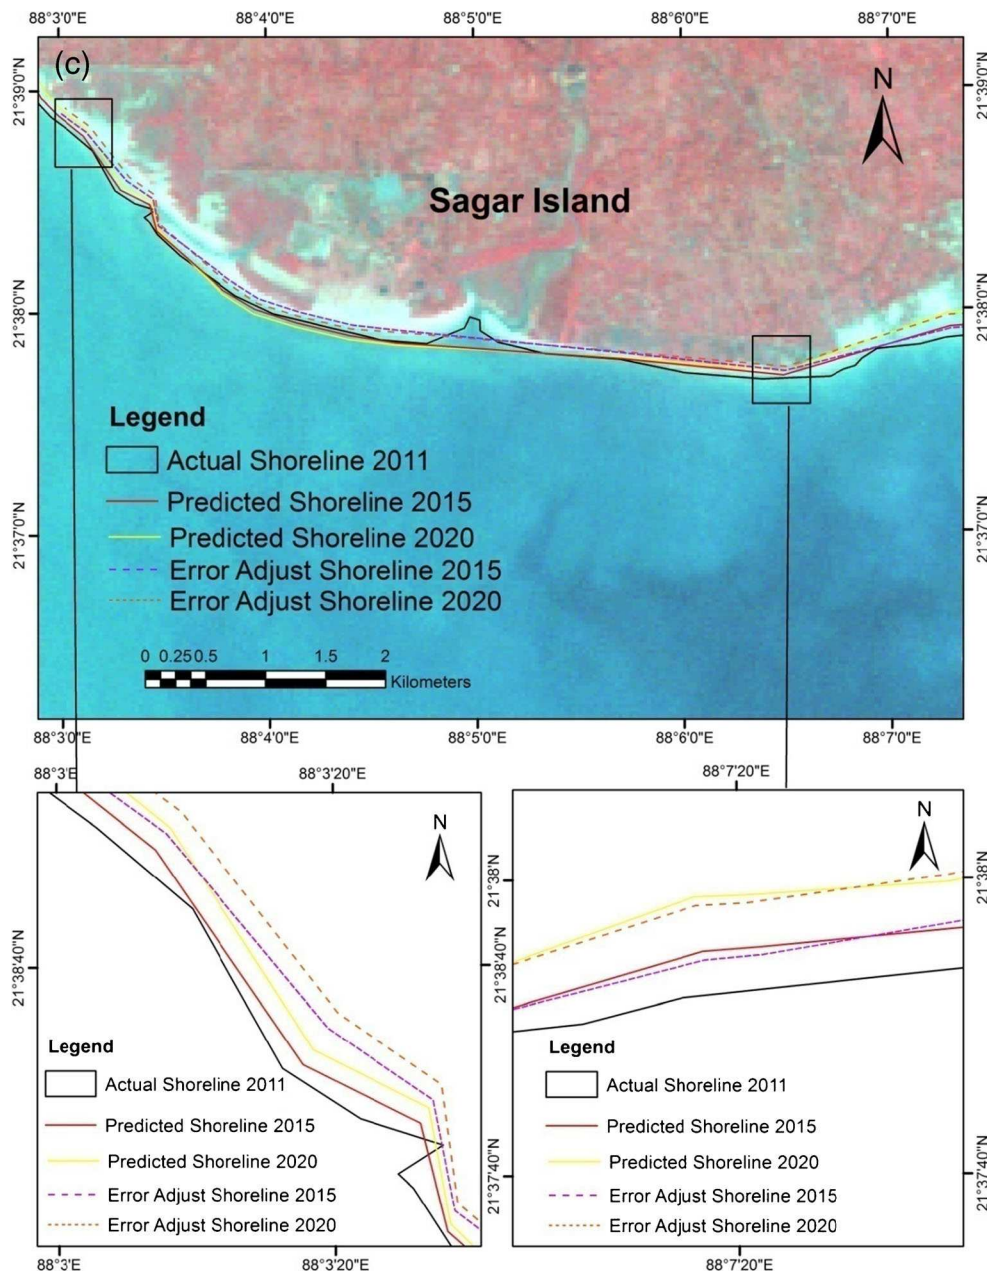 88°3'0"E 88°4'0"E 88°5'0"E 88°6'0"E 88°7'0"E
(c)
N
21°39'0"N 21°39'0"N
Sagar Island
21°38'0"N 21°38'0"N
Legend
Actual Shoreline 2011
Predicted Shoreline 2015
Predicted Shoreline 2020
Error Adjust Shoreline 2015
Error Adjust Shoreline 2020
21°37'0"N 21°37'0"N
0 0.25 0.5 1 1.5 2
Kilometers
88°3'0"E 88°4'0"E 88°5'0"E 88°6'0"E 88°7'0"E
88°3'E 88°3'20"E
N
21°38'40"N 21°38'40"N
Legend
Actual Shoreline 2011
Predicted Shoreline 2015
Predicted Shoreline 2020
Error Adjust Shoreline 2015
Error Adjust Shoreline 2020
88°3'E 88°3'20"E
88°7'20"E
N
21°38'N 21°38'N
21°37'40"N 21°37'40"N
Legend
Actual Shoreline 2011
Predicted Shoreline 2015
Predicted Shoreline 2020
Error Adjust Shoreline 2015
Error Adjust Shoreline 2020
88°7'20"E